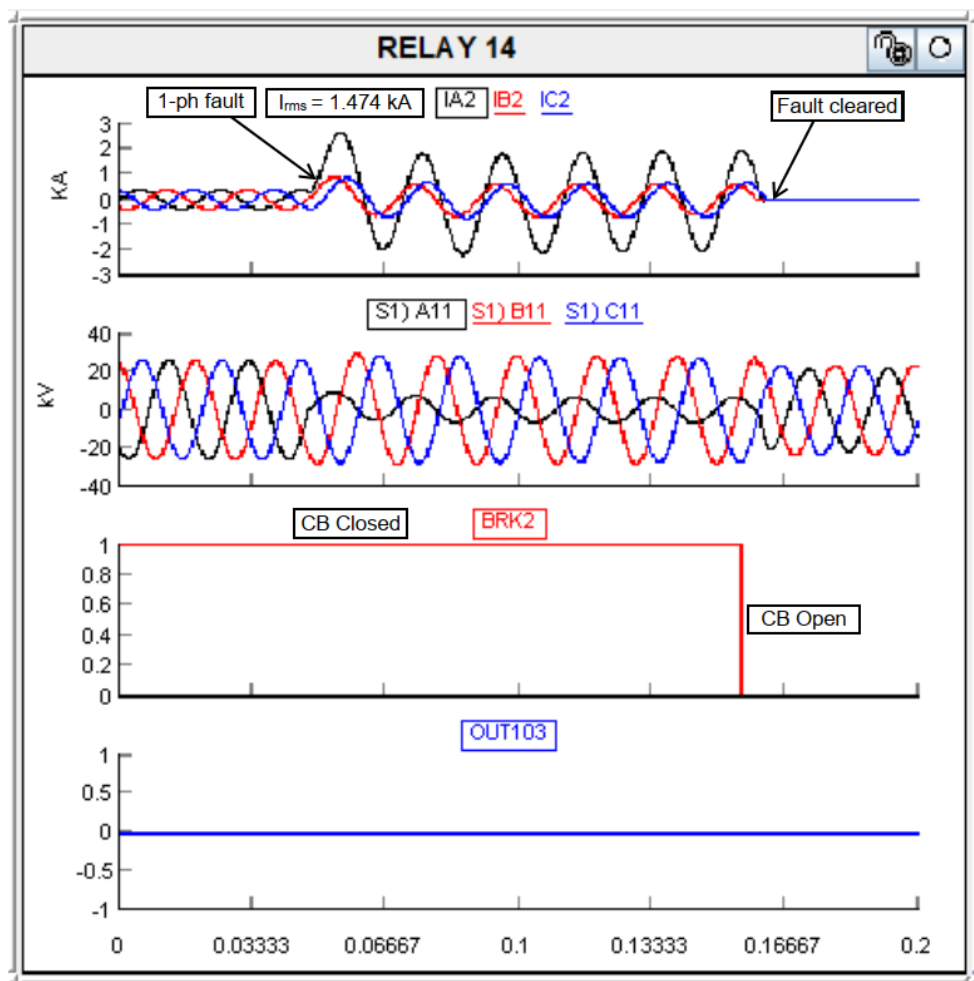 RELAY 14
1-ph fault Irms = 1.474 kA IA2 IB2 IC2 Fault cleared
KA
3
2
1
0
-1
-2
-3
S1) A11 S1) B11 S1) C11
kV
40
20
0
-20
-40
CB Closed BRK2
1
0.8
0.6
0.4
0.2
0
CB Open
OUT103
1
0.5
0
-0.5
-1
0 0.03333 0.06667 0.1 0.13333 0.16667 0.2